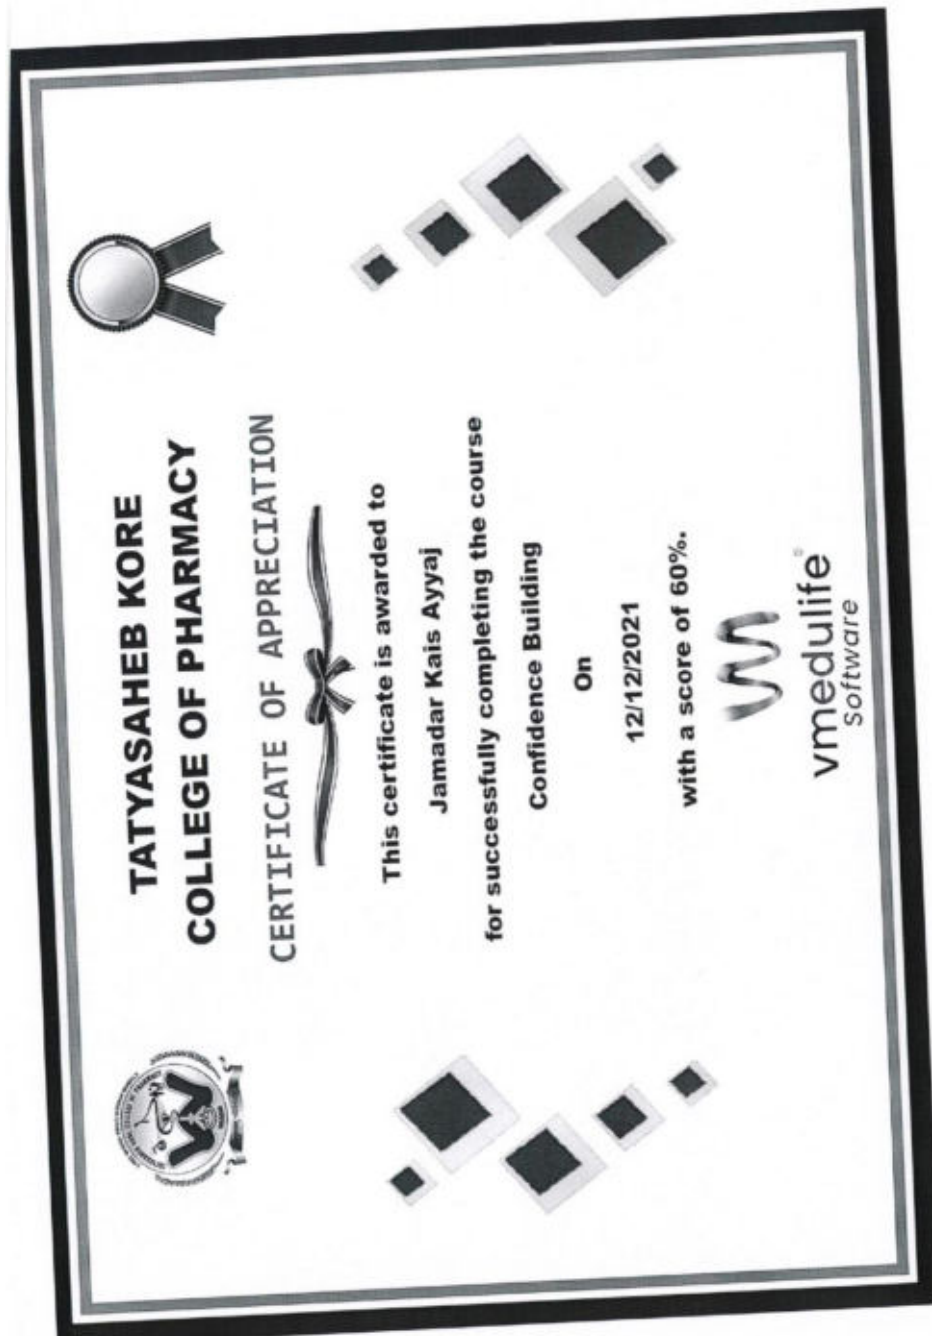 TATYASAHEB KORE
COLLEGE OF PHARMACY
CERTIFICATE OF APPRECIATION
This certificate is awarded to
Jamadar Kais Ayyaj
for successfully completing the course
Confidence Building
On
12/12/2021
with a score of 60%.
vmedulife®
Software